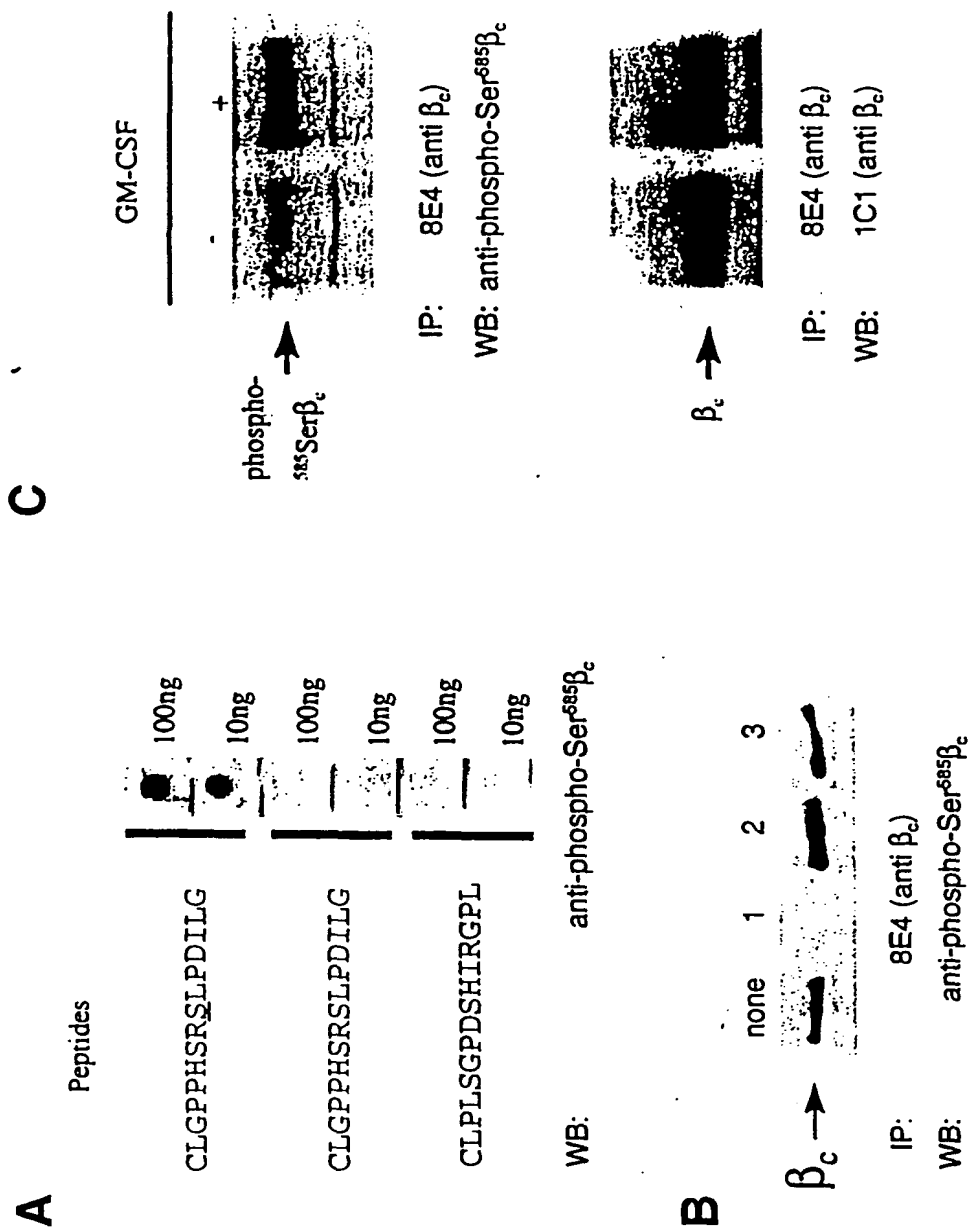 A
Peptides
CLGPPHSRSLPDILG
100ng
10ng
CLGPPHSRSLPDILG
100ng
10ng
CLPLSGPDSHIRGPL
100ng
10ng
WB: anti-phospho-Ser⁵⁸⁵βc
B
none 1 2 3
βc
IP: 8E4 (anti βc)
WB: anti-phospho-Ser⁵⁸⁵βc
C
GM-CSF
- +
phospho-
⁵⁸⁵Serβc
IP: 8E4 (anti βc)
WB: anti-phospho-Ser⁵⁸⁵βc
βc
IP: 8E4 (anti βc)
WB: 1C1 (anti βc)